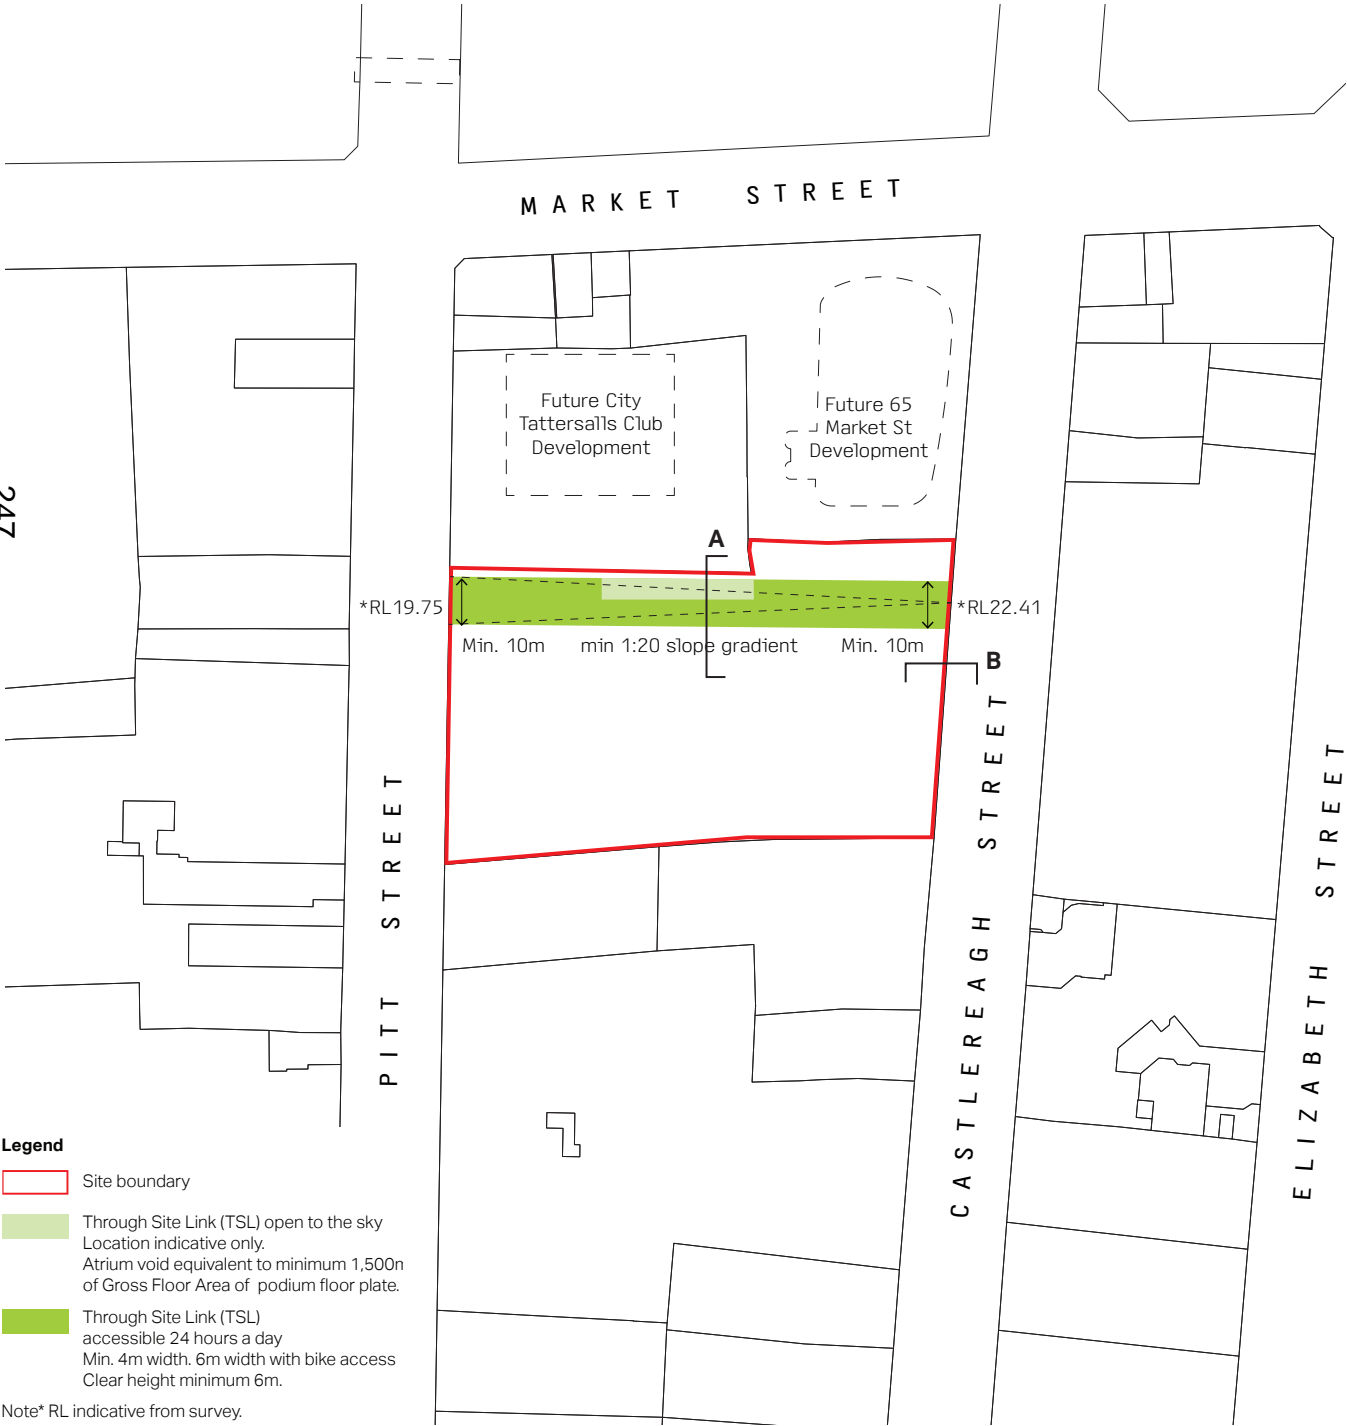 MARKET STREET
Future City
Tattersalls Club
Development
Future 65
Market St
Development
247
A
*RL19.75
*RL22.41
Min. 10m
min 1:20 slope gradient
Min. 10m
B
PITT STREET
CASTLEREAGH STREET
ELIZABETH STREET
Legend
Site boundary
Through Site Link (TSL) open to the sky
Location indicative only.
Atrium void equivalent to minimum 1,500n
of Gross Floor Area of podium floor plate.
Through Site Link (TSL)
accessible 24 hours a day
Min. 4m width. 6m width with bike access
Clear height minimum 6m.
Note* RL indicative from survey.